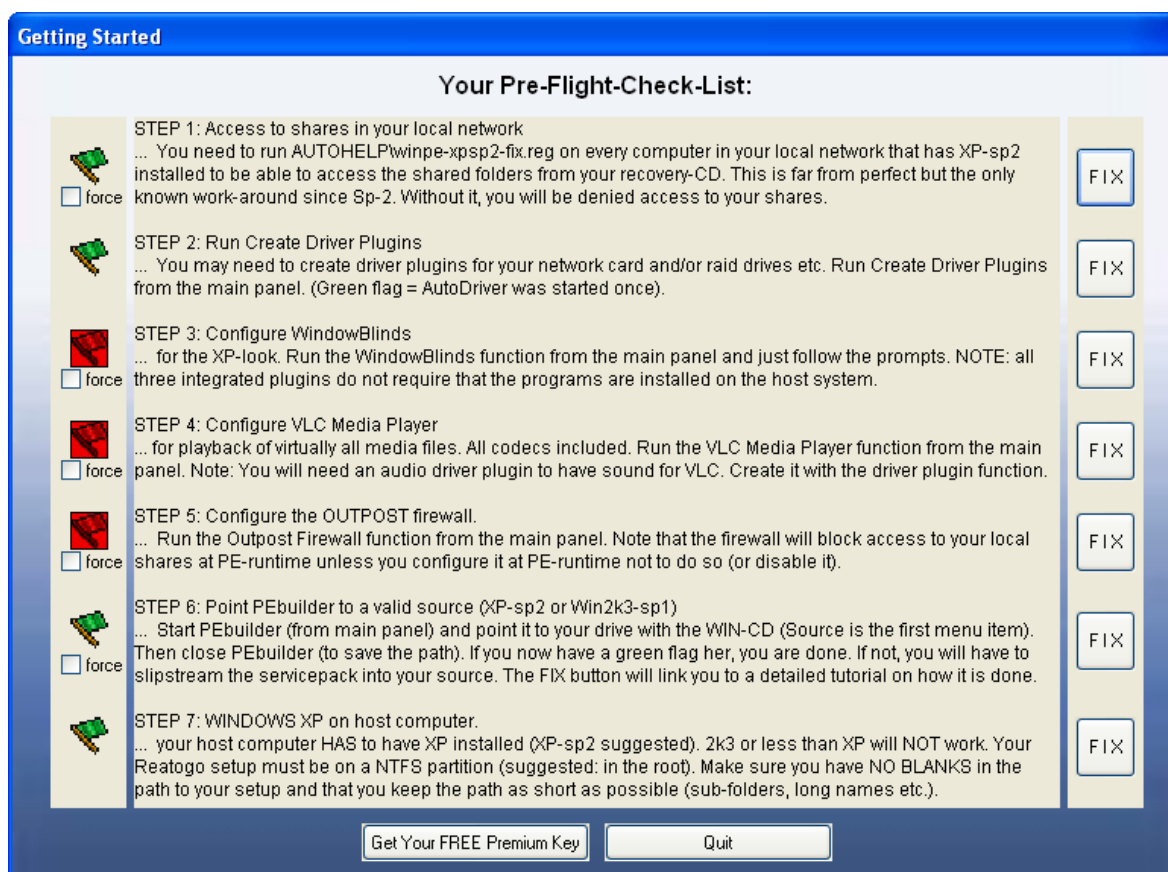 Getting Started
Your Pre-Flight-Check-List:
STEP 1: Access to shares in your local network
... You need to run AUTOHELP\winpe-xpsp2-fix.reg on every computer in your local network that has XP-sp2
installed to be able to access the shared folders from your recovery-CD. This is far from perfect but the only
known work-around since Sp-2. Without it, you will be denied access to your shares.
force
FIX
STEP 2: Run Create Driver Plugins
... You may need to create driver plugins for your network card and/or raid drives etc. Run Create Driver Plugins
from the main panel. (Green flag = AutoDriver was started once).
FIX
STEP 3: Configure WindowBlinds
... for the XP-look. Run the WindowBlinds function from the main panel and just follow the prompts. NOTE: all
three integrated plugins do not require that the programs are installed on the host system.
force
FIX
STEP 4: Configure VLC Media Player
... for playback of virtually all media files. All codecs included. Run the VLC Media Player function from the main
panel. Note: You will need an audio driver plugin to have sound for VLC. Create it with the driver plugin function.
force
FIX
STEP 5: Configure the OUTPOST firewall.
... Run the Outpost Firewall function from the main panel. Note that the firewall will block access to your local
shares at PE-runtime unless you configure it at PE-runtime not to do so (or disable it).
force
FIX
STEP 6: Point PEbuilder to a valid source (XP-sp2 or Win2k3-sp1)
... Start PEbuilder (from main panel) and point it to your drive with the WIN-CD (Source is the first menu item).
Then close PEbuilder (to save the path). If you now have a green flag her, you are done. If not, you will have to
slipstream the servicepack into your source. The FIX button will link you to a detailed tutorial on how it is done.
force
FIX
STEP 7: WINDOWS XP on host computer.
... your host computer HAS to have XP installed (XP-sp2 suggested). 2k3 or less than XP will NOT work. Your
Reatogo setup must be on a NTFS partition (suggested: in the root). Make sure you have NO BLANKS in the
path to your setup and that you keep the path as short as possible (sub-folders, long names etc.).
FIX
Get Your FREE Premium Key
Quit